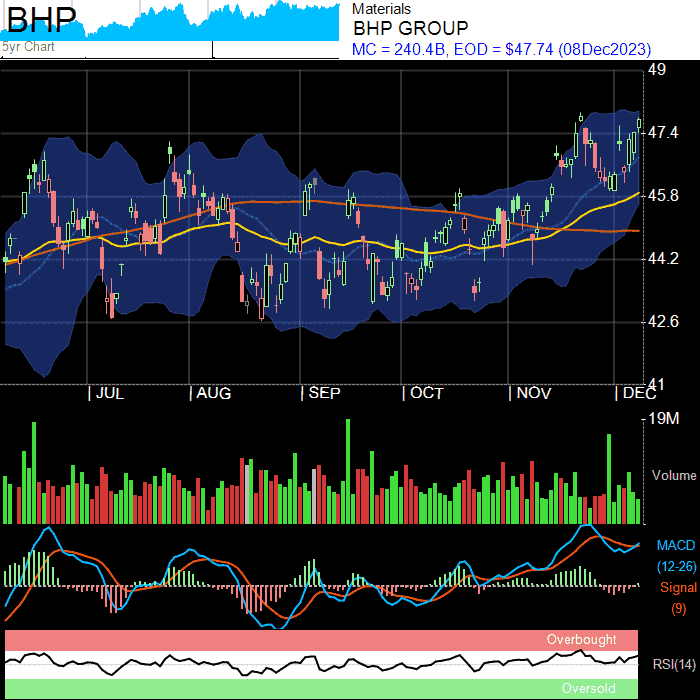 BHP
5yr Chart
Materials
BHP GROUP
MC = 240.4B, EOD = $47.74 (08Dec2023)
49
47.4
45.8
44.2
42.6
41
| JUL | AUG | SEP | OCT | NOV | DEC
19M
Volume
MACD
(12-26)
Signal
(9)
Overbought
RSI(14)
Oversold